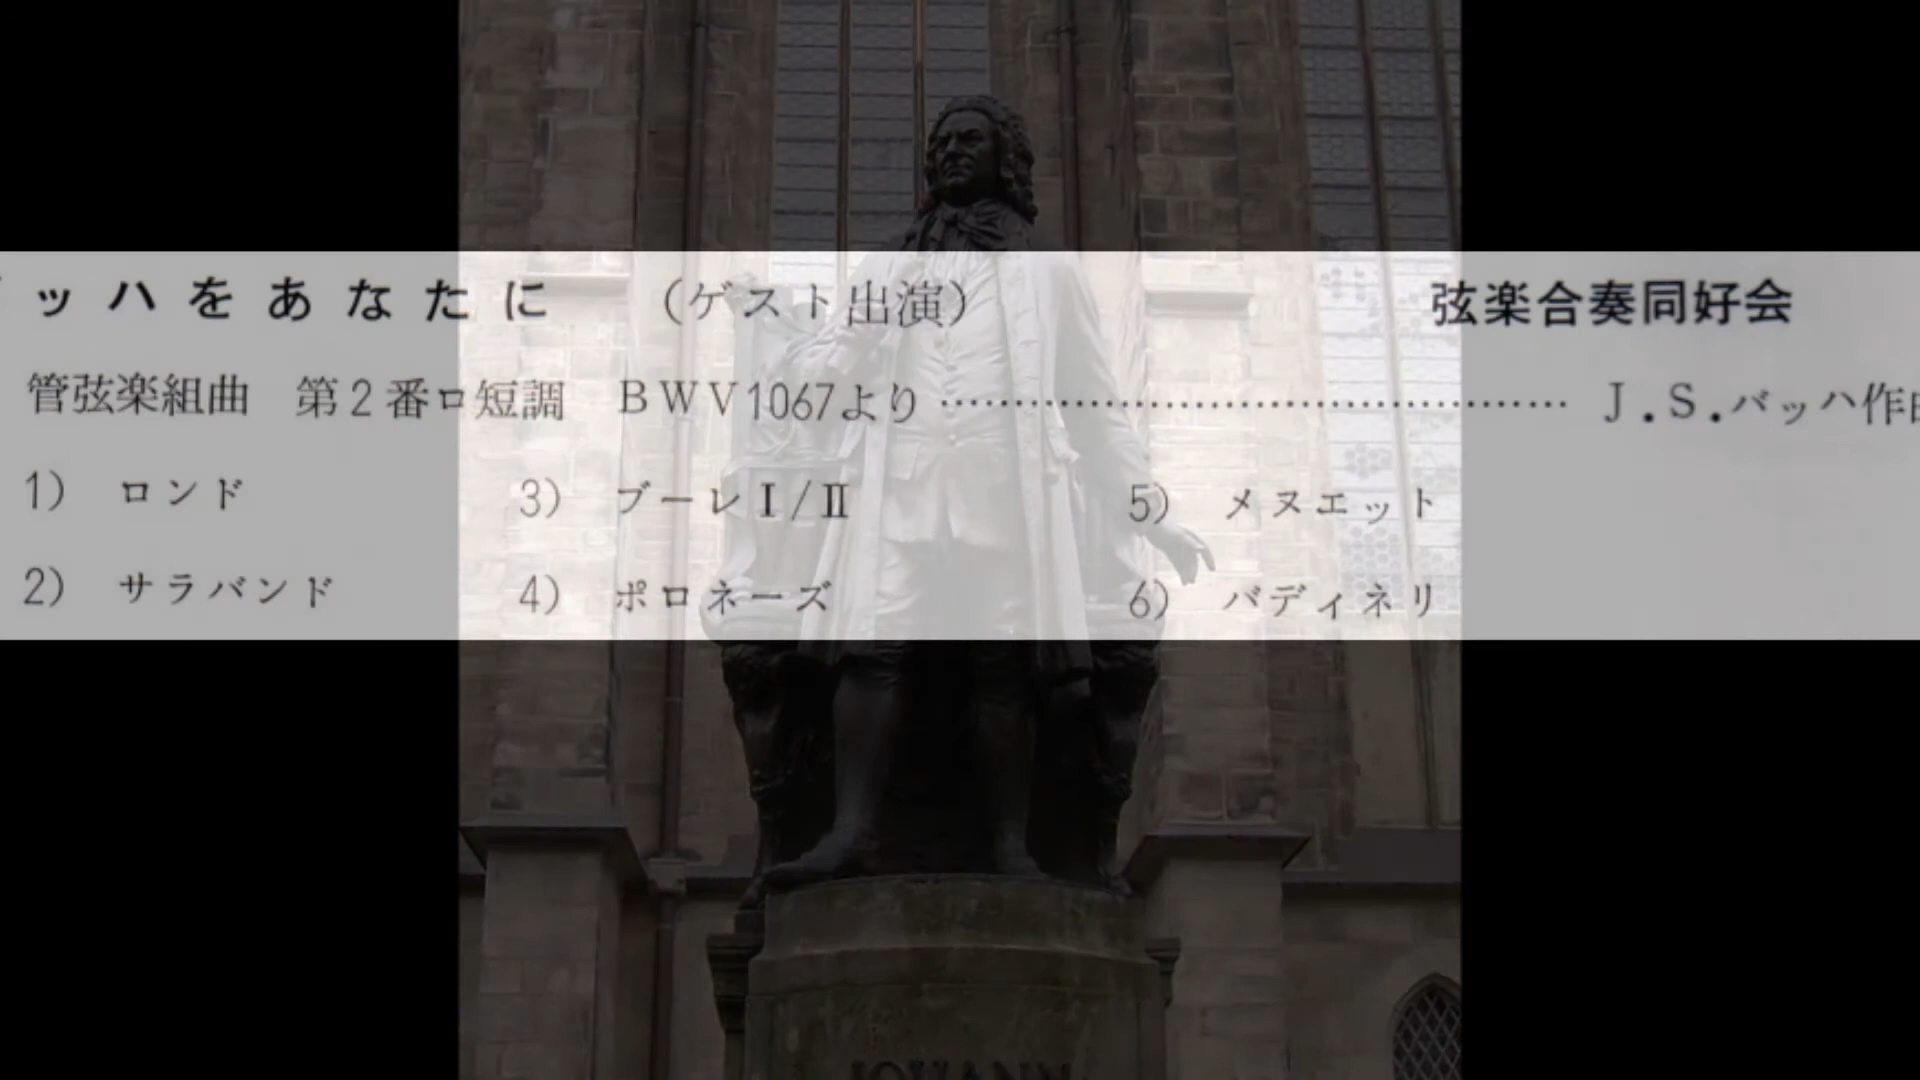 ッハをあなたに (ゲスト出演) 弦楽合奏同好会
管弦楽組曲 第2番ロ短調 BWV1067より ………………………………… J.S.バッハ作
1) ロンド 3) ブーレⅠ/Ⅱ 5) メヌエット
2) サラバンド 4) ポロネーズ 6) バディネリ
JOHANN